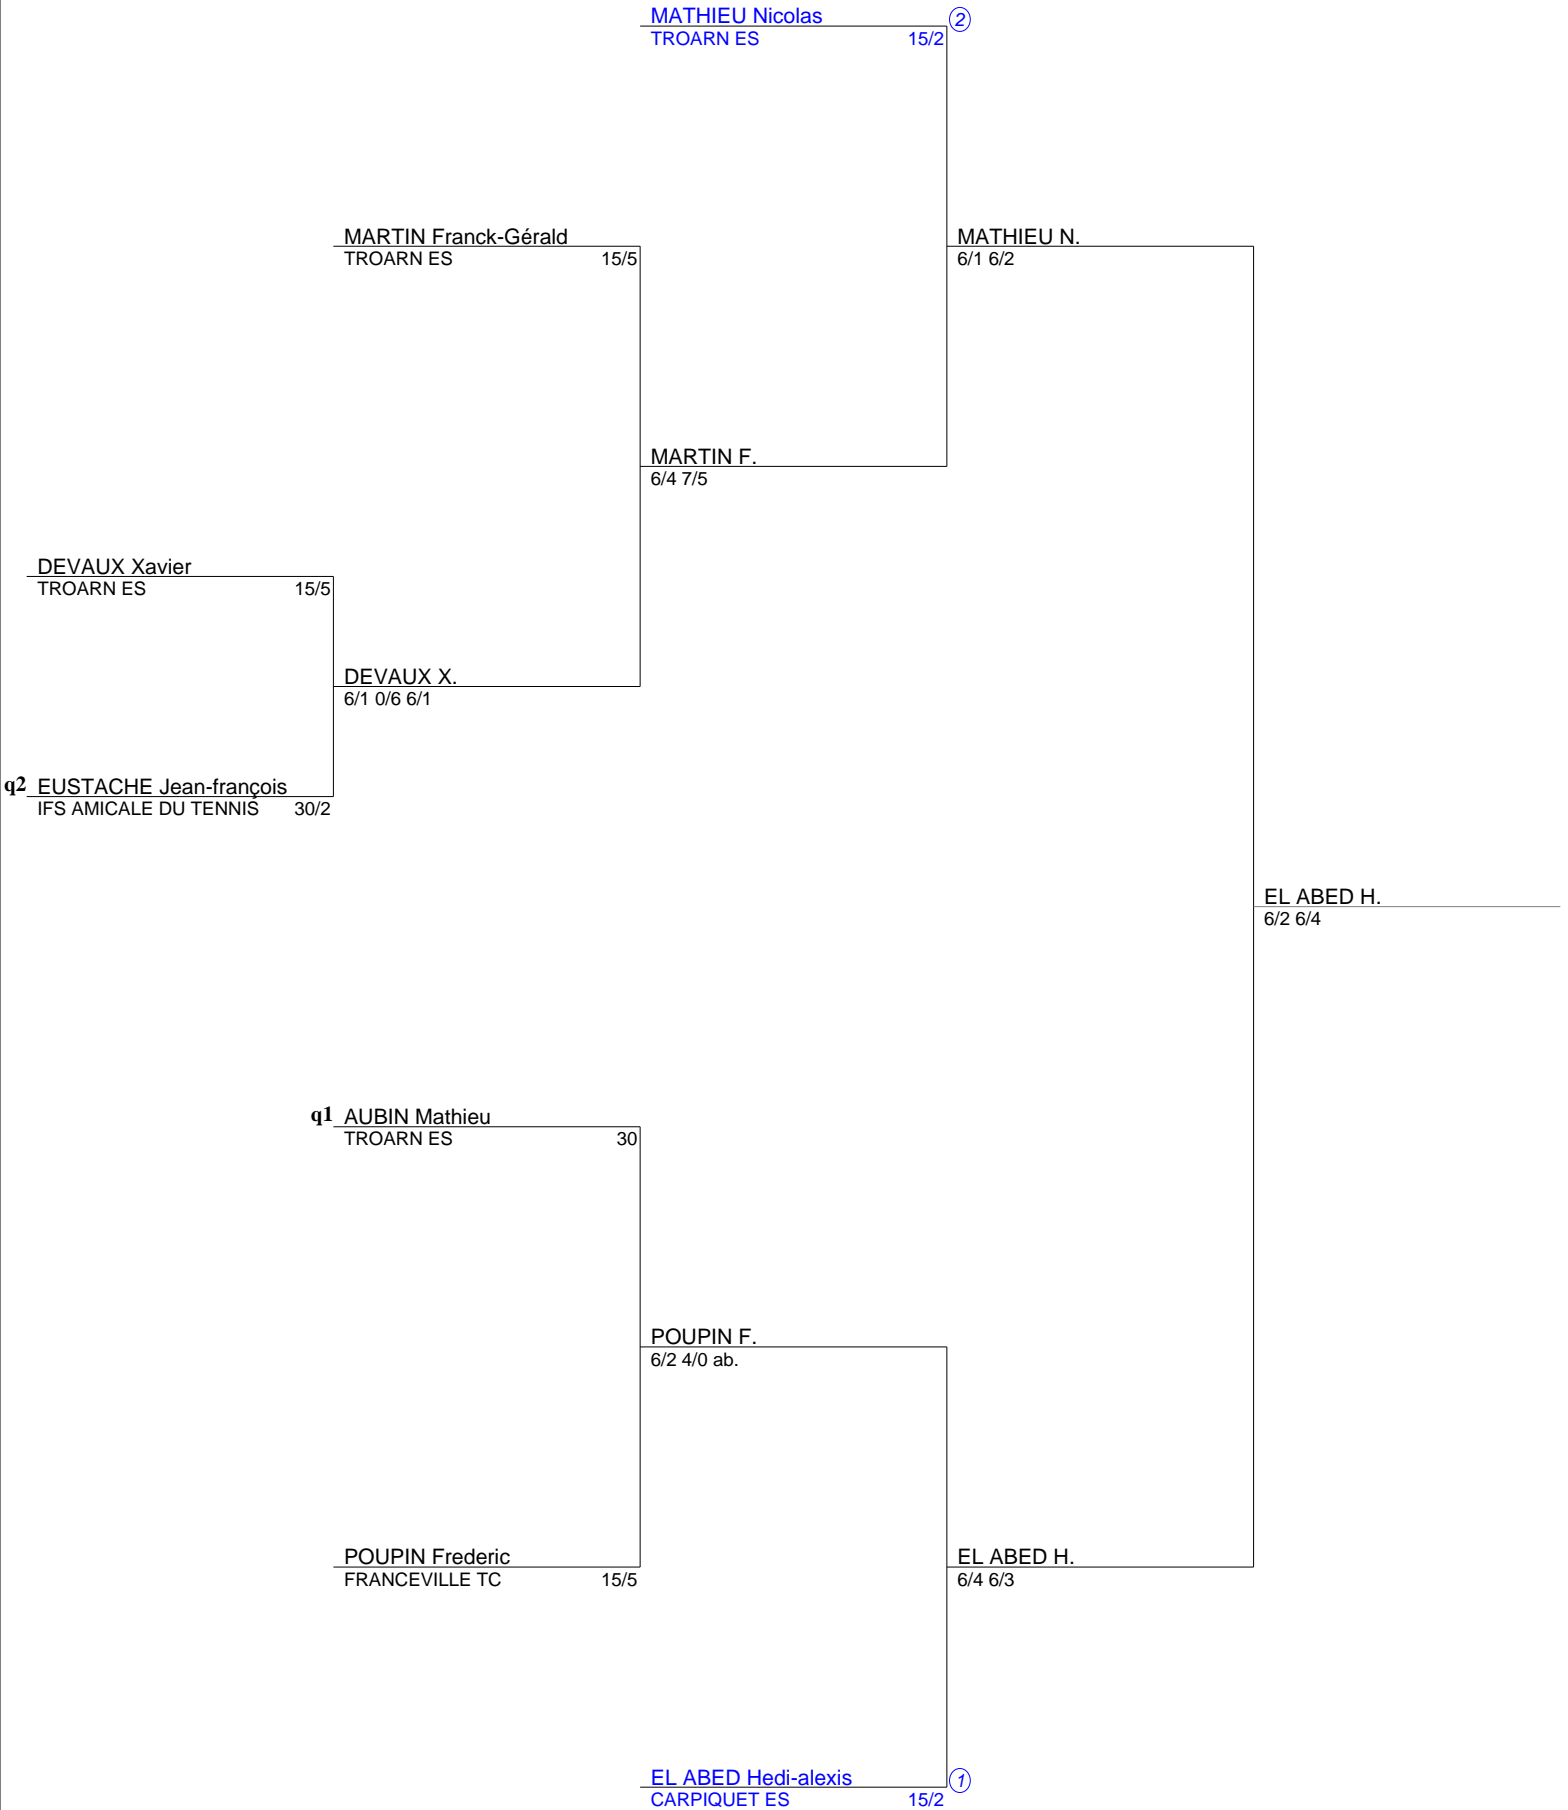 MATHIEU Nicolas 2
TROARN ES 15/2
MARTIN Franck-Gérald
TROARN ES 15/5
MATHIEU N.
6/1 6/2
MARTIN F.
6/4 7/5
DEVAUX Xavier
TROARN ES 15/5
DEVAUX X.
6/1 0/6 6/1
q2 EUSTACHE Jean-françois
IFS AMICALE DU TENNIS 30/2
EL ABED H.
6/2 6/4
q1 AUBIN Mathieu
TROARN ES 30
POUPIN F.
6/2 4/0 ab.
POUPIN Frederic
FRANCEVILLE TC 15/5
EL ABED H.
6/4 6/3
EL ABED Hedi-alexis 1
CARPIQUET ES 15/2